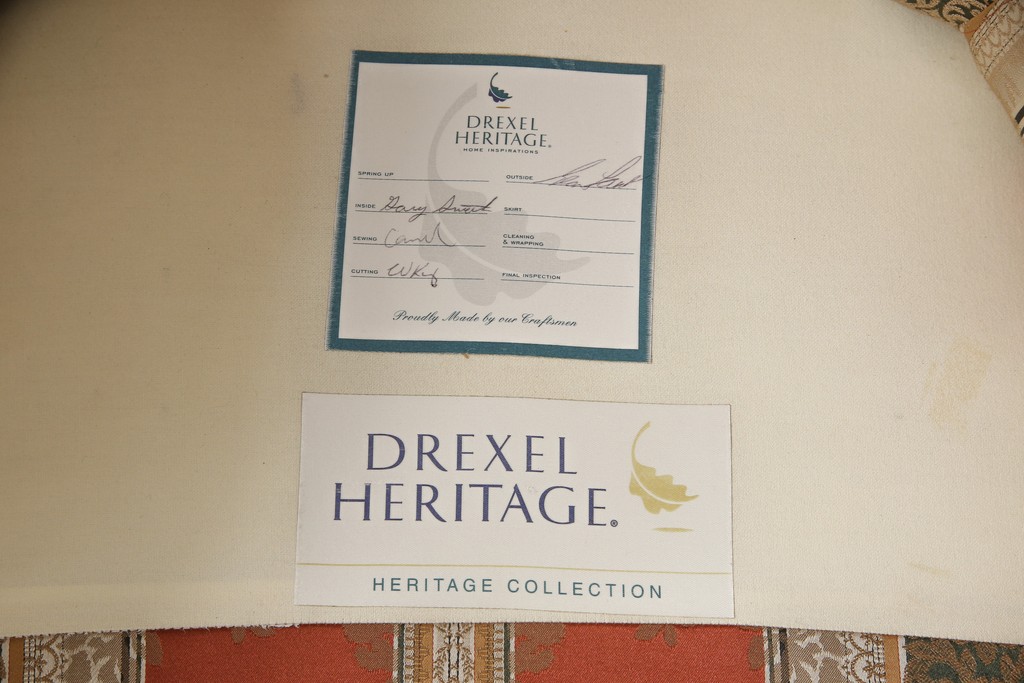 DREXEL
HERITAGE®
HOME INSPIRATIONS
SPRING UP
OUTSIDE
INSIDE Gary
SKIRT
SEWING
CLEANING
& WRAPPING
CUTTING
FINAL INSPECTION
Proudly Made by our Craftsmen
DREXEL
HERITAGE®
HERITAGE COLLECTION